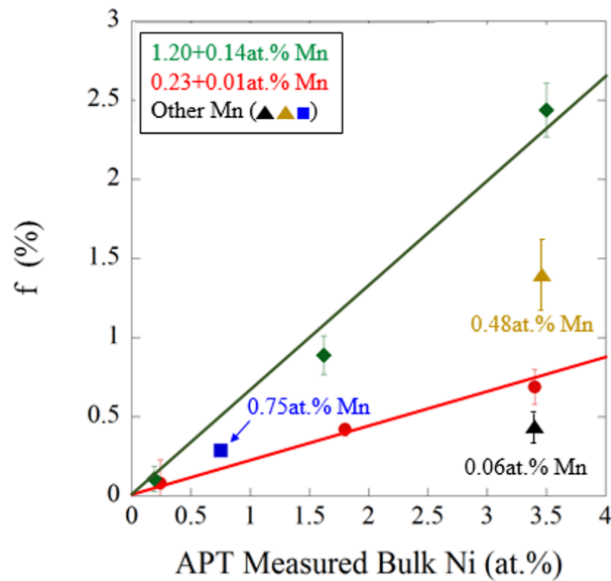 1.20+0.14at.% Mn
0.23+0.01at.% Mn
Other Mn (▲▲■)
3
2.5
2
1.5
1
0.5
0
f (%)
0.48at.% Mn
0.75at.% Mn
0.06at.% Mn
0 0.5 1 1.5 2 2.5 3 3.5 4
APT Measured Bulk Ni (at.%)